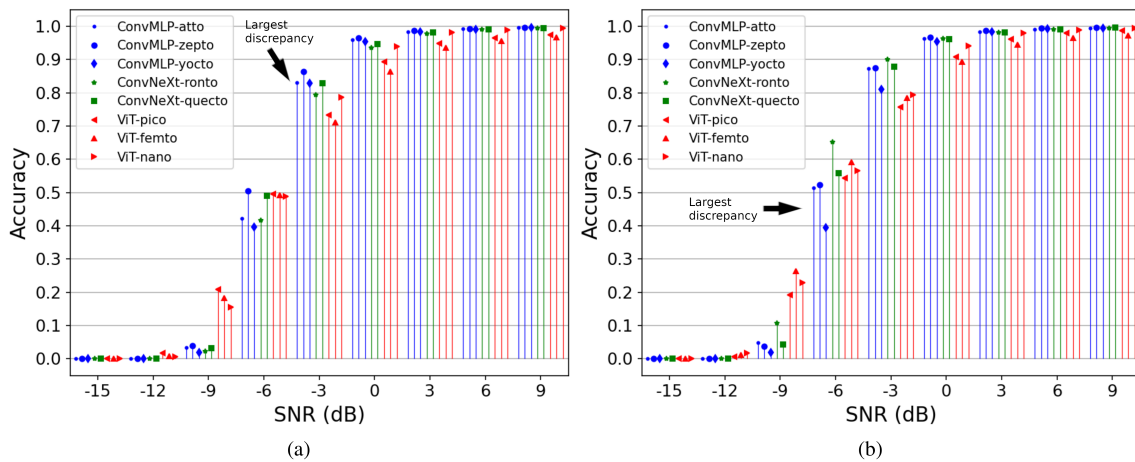 ConvMLP-atto
ConvMLP-zepto
ConvMLP-yocto
ConvNeXt-ronto
ConvNeXt-quecto
ViT-pico
ViT-femto
ViT-nano
Largest
discrepancy
Accuracy
1.0
0.9
0.8
0.7
0.6
0.5
0.4
0.3
0.2
0.1
0.0
-15 -12 -9 -6 -3 0 3 6 9
SNR (dB)
(a)
ConvMLP-atto
ConvMLP-zepto
ConvMLP-yocto
ConvNeXt-ronto
ConvNeXt-quecto
ViT-pico
ViT-femto
ViT-nano
Largest
discrepancy
Accuracy
1.0
0.9
0.8
0.7
0.6
0.5
0.4
0.3
0.2
0.1
0.0
-15 -12 -9 -6 -3 0 3 6 9
SNR (dB)
(b)